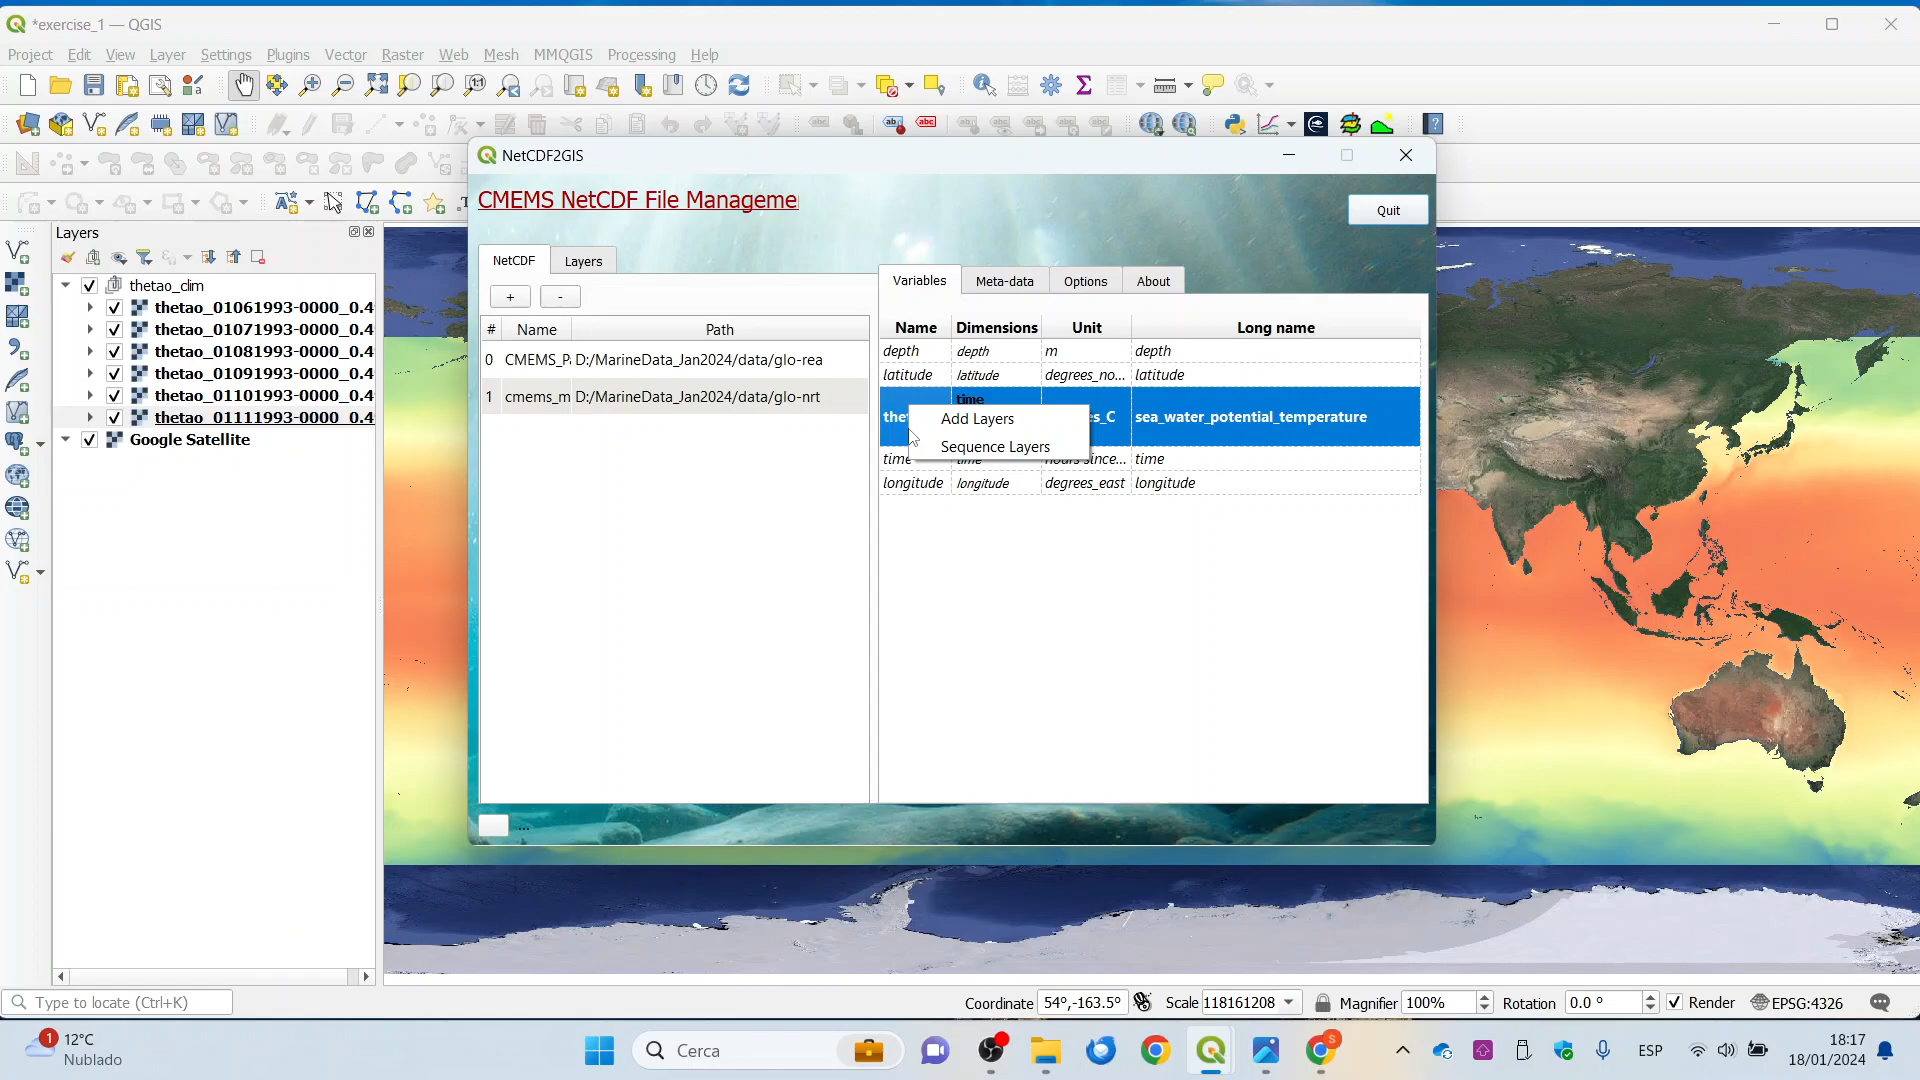 *exercise_1 — QGIS
Project Edit View Layer Settings Plugins Vector Raster Web Mesh MMQGIS Processing Help
Layers
thetao_clim
thetao_01061993-0000_0.4
thetao_01071993-0000_0.4
thetao_01081993-0000_0.4
thetao_01091993-0000_0.4
thetao_01101993-0000_0.4
thetao_01111993-0000_0.4
Google Satellite
NetCDF2GIS
CMEMS NetCDF File Manageme
Quit
NetCDF Layers
+ -
# Name Path
0 CMEMS_P D:/MarineData_Jan2024/data/glo-rea
1 cmems_m D:/MarineData_Jan2024/data/glo-nrt
Variables Meta-data Options About
Name Dimensions Unit Long name
depth depth m depth
latitude latitude degrees_no... latitude
time
thet s_C sea_water_potential_temperature
Add Layers
Sequence Layers
time time hours since... time
longitude longitude degrees_east longitude
...
Type to locate (Ctrl+K)
Coordinate 54°,-163.5° Scale 118161208 Magnifier 100% Rotation 0.0 ° Render EPSG:4326
1
12°C
Nublado
Cerca
S
ESP
18:17
18/01/2024